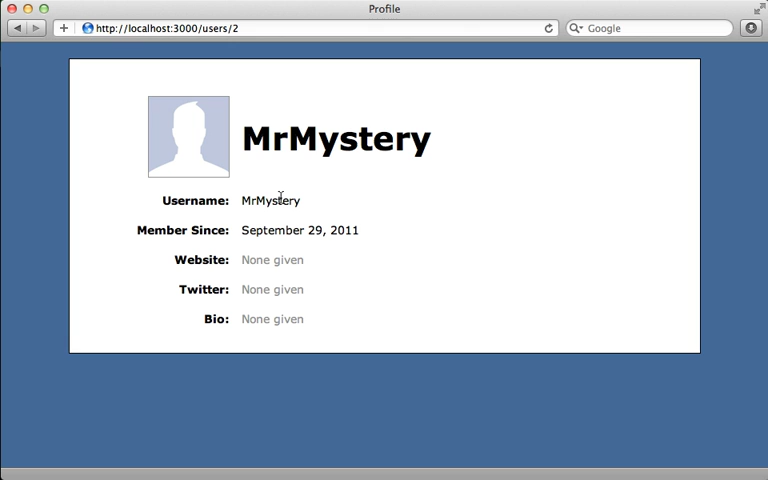 Profile
http://localhost:3000/users/2
Google
MrMystery
Username: MrMystery
Member Since: September 29, 2011
Website: None given
Twitter: None given
Bio: None given